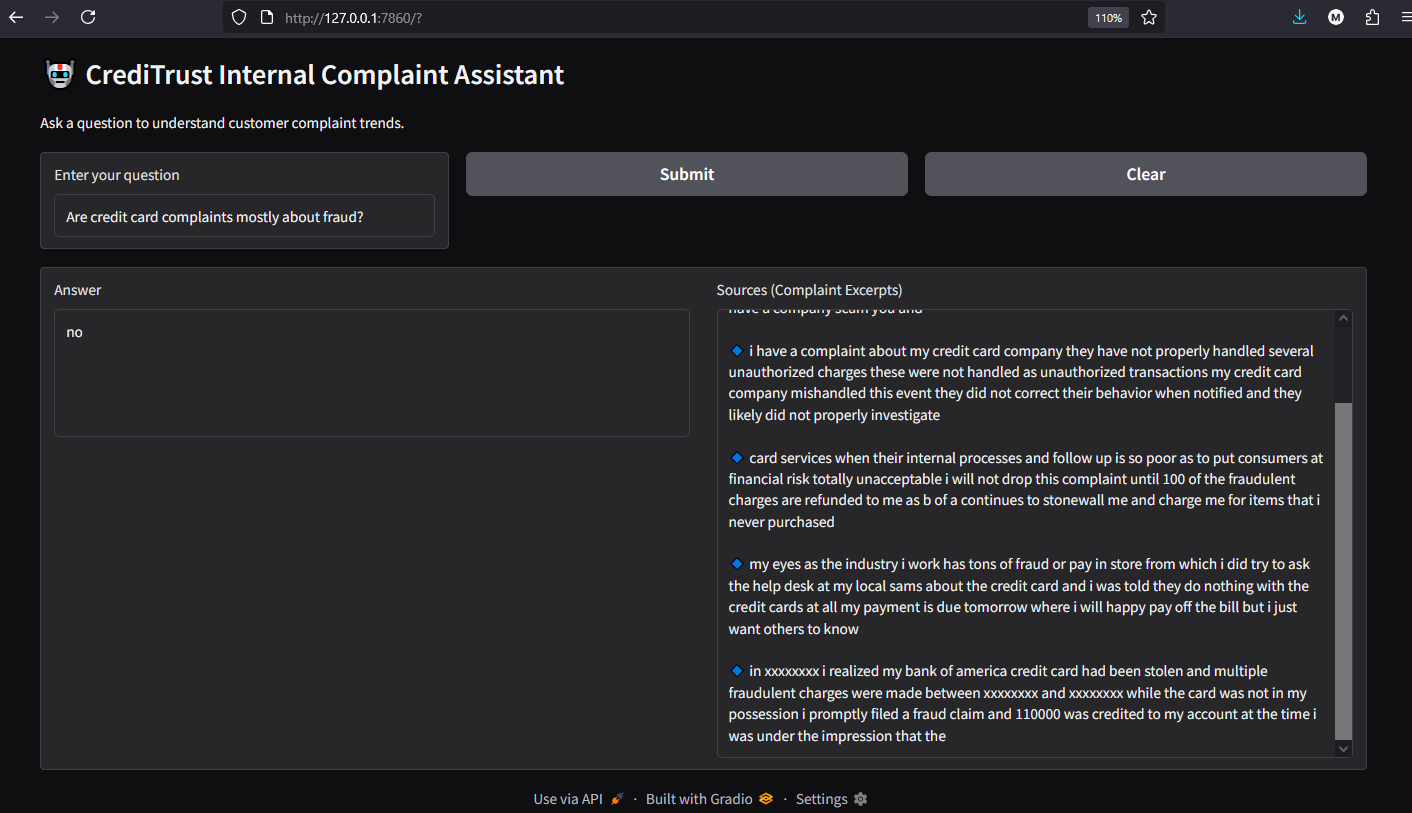 http://127.0.0.1:7860/?
110%
M
CrediTrust Internal Complaint Assistant
Ask a question to understand customer complaint trends.
Enter your question
Are credit card complaints mostly about fraud?
Submit
Clear
Answer
no
Sources (Complaint Excerpts)
have a company scam you and
i have a complaint about my credit card company they have not properly handled several
unauthorized charges these were not handled as unauthorized transactions my credit card
company mishandled this event they did not correct their behavior when notified and they
likely did not properly investigate
card services when their internal processes and follow up is so poor as to put consumers at
financial risk totally unacceptable i will not drop this complaint until 100 of the fraudulent
charges are refunded to me as b of a continues to stonewall me and charge me for items that i
never purchased
my eyes as the industry i work has tons of fraud or pay in store from which i did try to ask
the help desk at my local sams about the credit card and i was told they do nothing with the
credit cards at all my payment is due tomorrow where i will happy pay off the bill but i just
want others to know
in xxxxxxxx i realized my bank of america credit card had been stolen and multiple
fraudulent charges were made between xxxxxxxx and xxxxxxxx while the card was not in my
possession i promptly filed a fraud claim and 110000 was credited to my account at the time i
was under the impression that the
Use via API · Built with Gradio · Settings